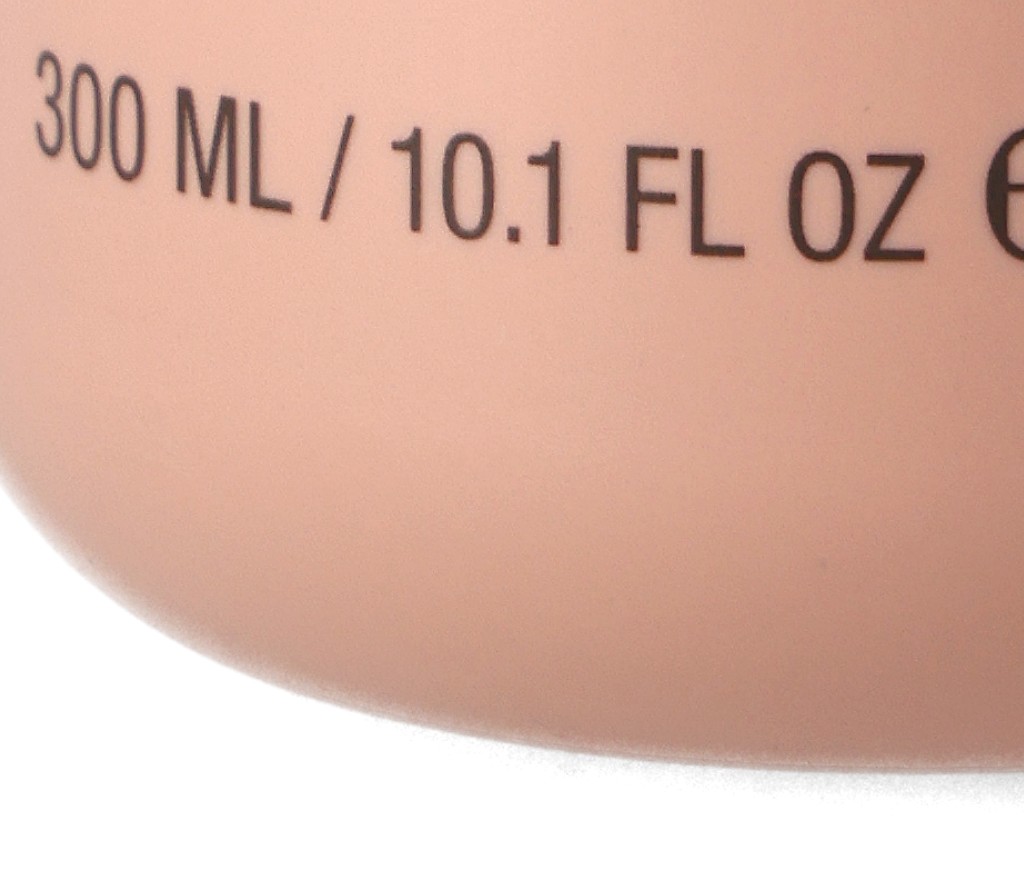 300 ML / 10.1 FL OZ ℮